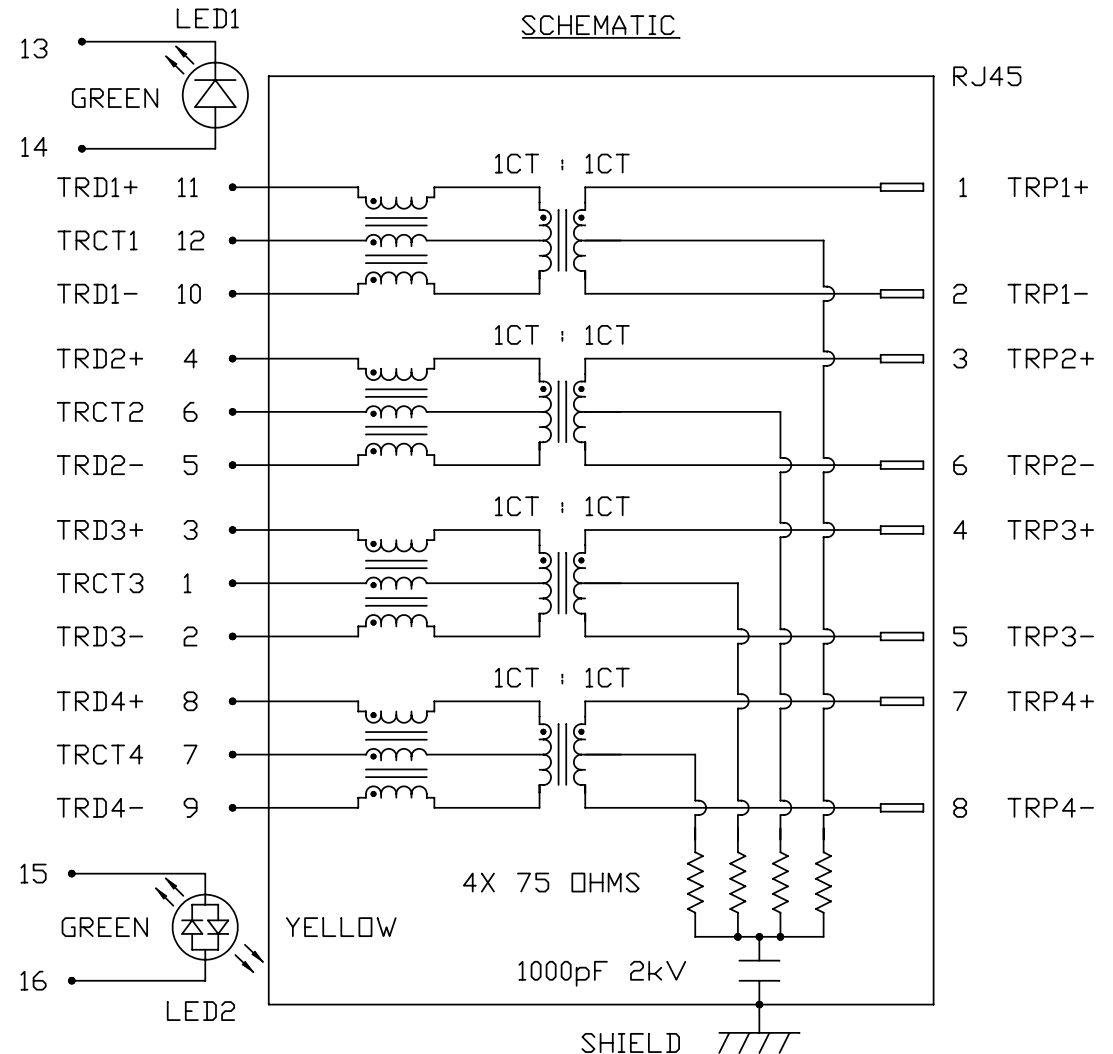 SCHEMATIC
LED1
13
GREEN
14
RJ45
1CT : 1CT
TRD1+ 11
1 TRP1+
TRCT1 12
TRD1- 10
2 TRP1-
1CT : 1CT
TRD2+ 4
3 TRP2+
TRCT2 6
TRD2- 5
6 TRP2-
1CT : 1CT
TRD3+ 3
4 TRP3+
TRCT3 1
TRD3- 2
5 TRP3-
1CT : 1CT
TRD4+ 8
7 TRP4+
TRCT4 7
TRD4- 9
8 TRP4-
15
4X 75 OHMS
GREEN
YELLOW
16
1000pF 2kV
LED2
SHIELD